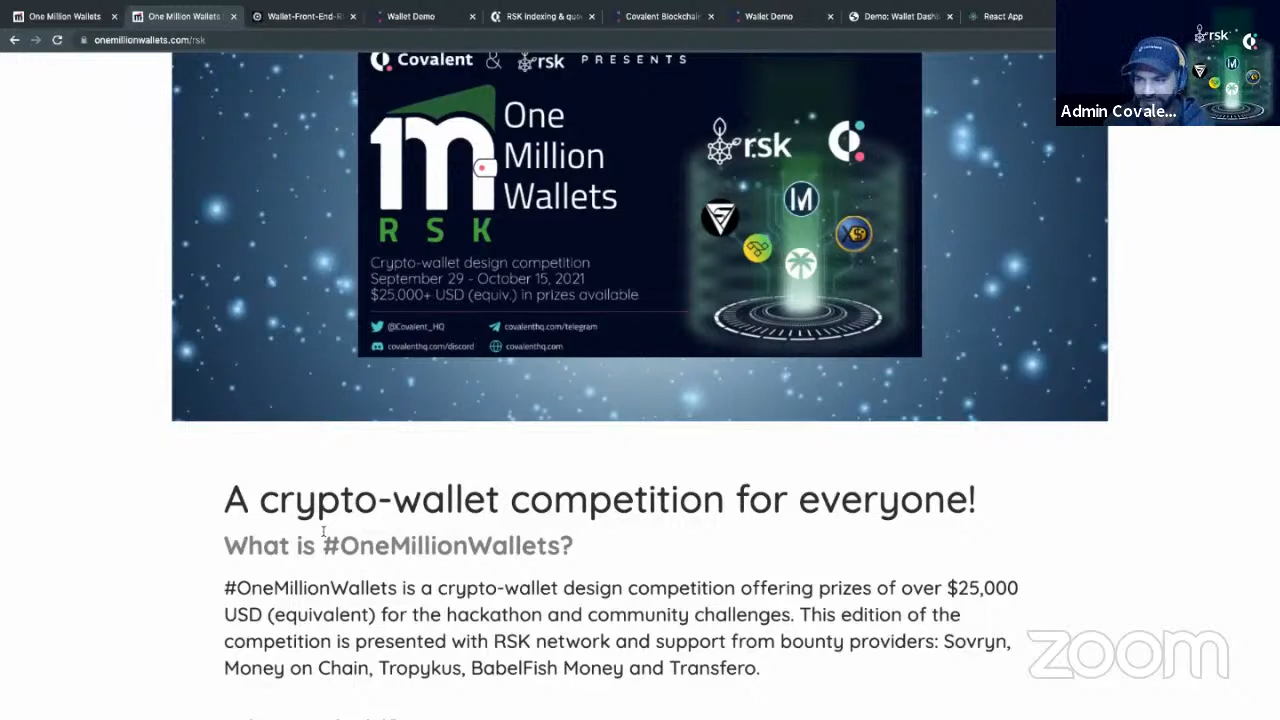 One Million Wallets
One Million Wallets
Wallet-Front-End-R
Wallet Demo
RSK Indexing & que
Covalent Blockchain
Wallet Demo
Demo: Wallet Dash
React App
onemillionwallets.com/rsk
Covalent & rsk PRESENTS
1m
RSK
One
Million
Wallets
Crypto-wallet design competition
September 29 - October 15, 2021
$25,000+ USD (equiv.) in prizes available
@Covalent_HQ
covalenthq.com/telegram
covalenthq.com/discord
covalenthq.com
rsk
rsk
Admin Covale...
A crypto-wallet competition for everyone!
What is #OneMillionWallets?
#OneMillionWallets is a crypto-wallet design competition offering prizes of over $25,000
USD (equivalent) for the hackathon and community challenges. This edition of the
competition is presented with RSK network and support from bounty providers: Sovryn,
Money on Chain, Tropykus, BabelFish Money and Transfero.
zoom